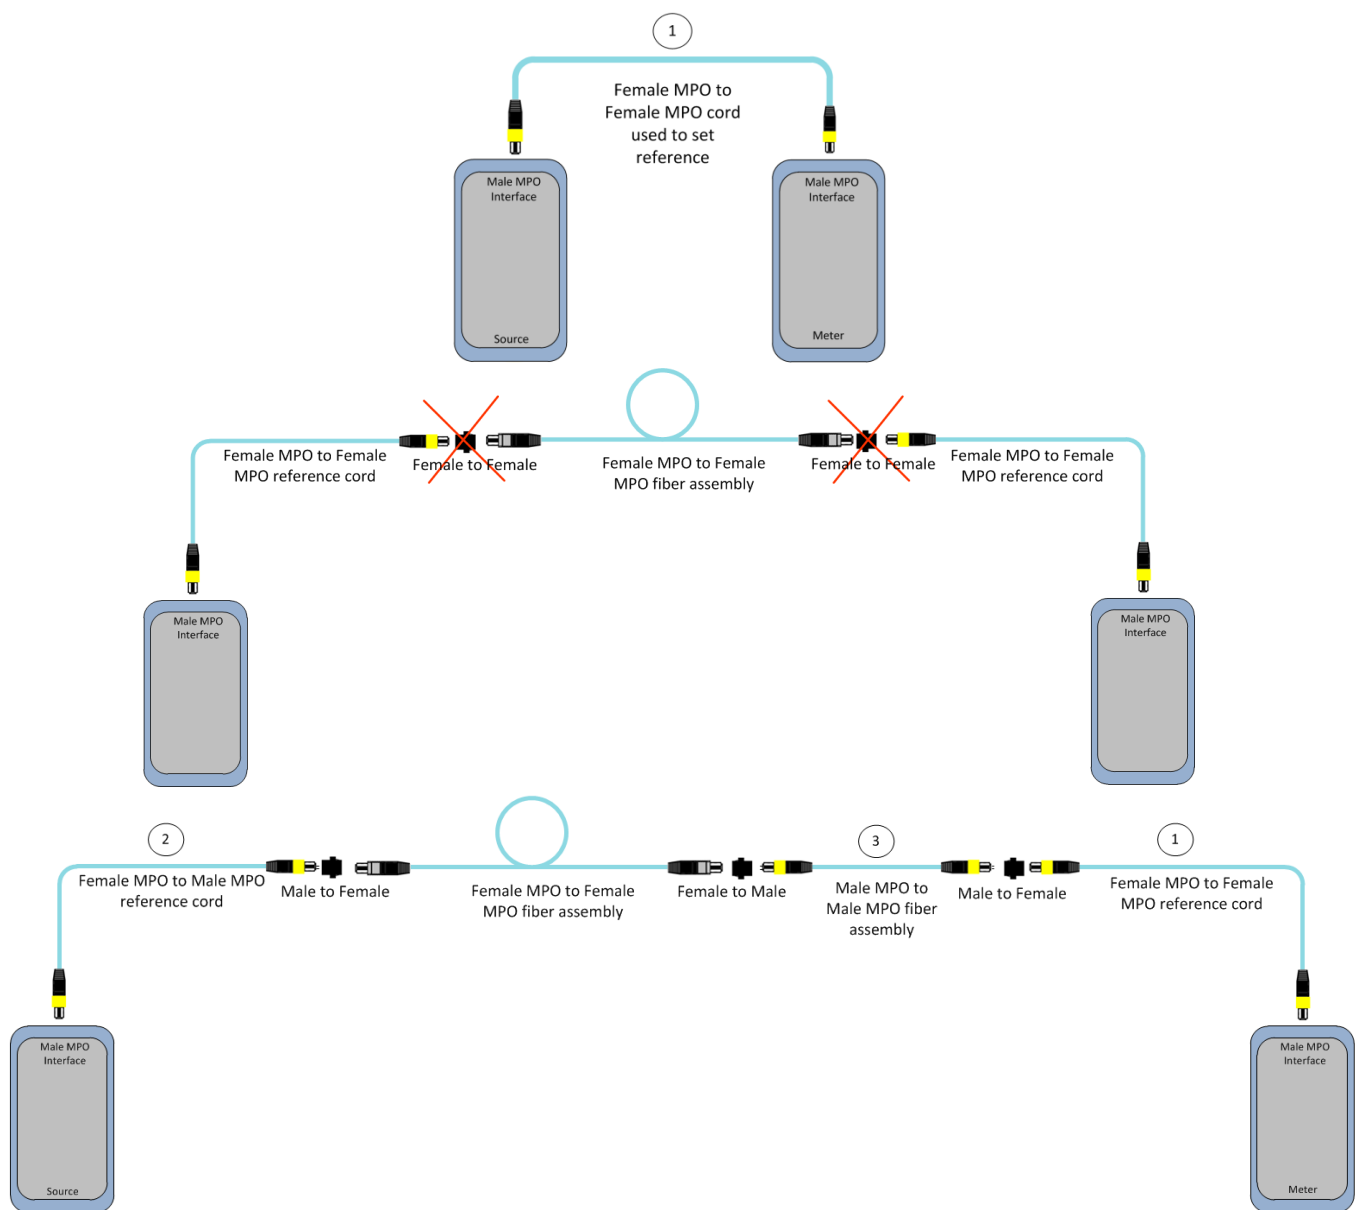 1
Female MPO to
Female MPO cord
used to set
reference
Male MPO
Interface
Source
Male MPO
Interface
Meter
Female MPO to Female
MPO reference cord
Female to Female
Female MPO to Female
MPO fiber assembly
Female to Female
Female MPO to Female
MPO reference cord
Male MPO
Interface
Male MPO
Interface
2
Female MPO to Male MPO
reference cord
Male to Female
Female MPO to Female
MPO fiber assembly
Female to Male
3
Male MPO to
Male MPO fiber
assembly
Male to Female
1
Female MPO to Female
MPO reference cord
Male MPO
Interface
Source
Male MPO
Interface
Meter